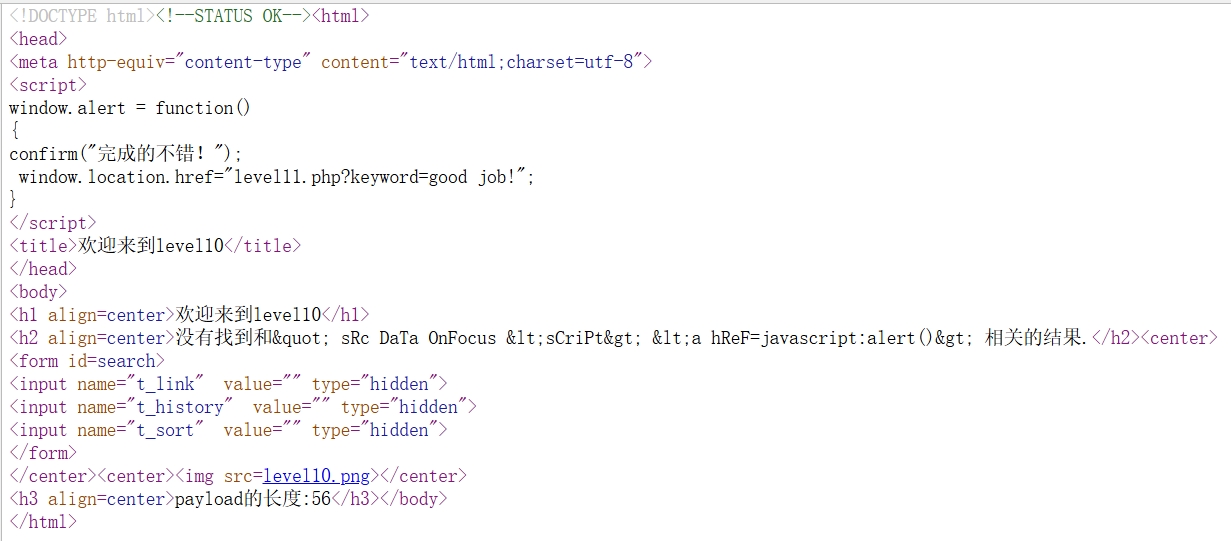 <!DOCTYPE html><!--STATUS OK--><html>
<head>
<meta http-equiv="content-type" content="text/html;charset=utf-8">
<script>
window.alert = function()
{
confirm("完成的不错！");
 window.location.href="level11.php?keyword=good job!";
}
</script>
<title>欢迎来到level10</title>
</head>
<body>
<h1 align=center>欢迎来到level10</h1>
<h2 align=center>没有找到和&quot; sRc DaTa OnFocus &lt;sCriPt&gt; &lt;a hReF=javascript:alert()&gt; 相关的结果.</h2><center>
<form id=search>
<input name="t_link"  value="" type="hidden">
<input name="t_history"  value="" type="hidden">
<input name="t_sort"  value="" type="hidden">
</form>
</center><center><img src=level10.png></center>
<h3 align=center>payload的长度:56</h3></body>
</html>